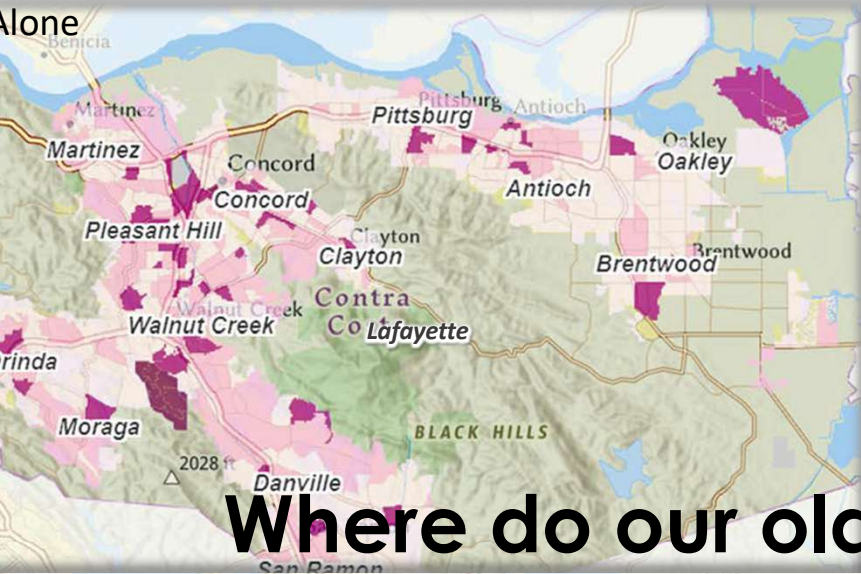 Alone
Benicia
Martinez
Pittsburg
Antioch
Pittsburg
Martinez
Concord
Oakley
Oakley
Antioch
Concord
Pleasant Hill
Clayton
Clayton
Brentwood
Brentwood
Contra
Walnut Creek
Walnut Creek
Lafayette
rinda
Moraga
BLACK HILLS
2028 ft
Danville
Where do our old
San Ramon